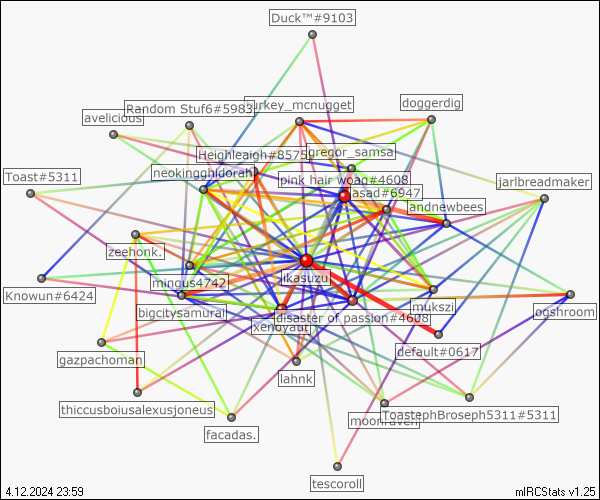 Duck™#9103
Random Stuf6#5983
turkey_mcnugget
doggerdig
avelicious
gregor_samsa
Heighleaigh#8575
Toast#5311
neokingghidorah
pink hair woag#4608
jarlbreadmaker
asad#6947
andnewbees
zeehonk.
mingus4742
ikasuzu
Knowun#6424
bigcitysamurai
mukszi
ogshroom
disaster of passion#4608
xenoyaut
gazpachoman
default#0617
lahnk
thiccusboiusalexusjoneus
ToastephBroseph5311#5311
moonraven
facadas.
tescoroll
4.12.2024 23:59
mIRCStats v1.25